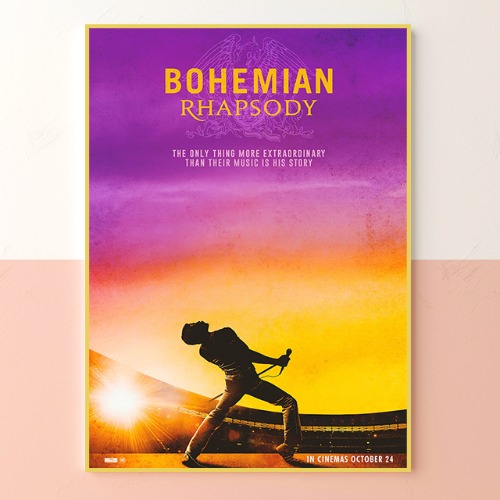 BOHEMIAN
RHAPSODY
THE ONLY THING MORE EXTRAORDINARY
THAN THEIR MUSIC IS HIS STORY
IN CINEMAS OCTOBER 24